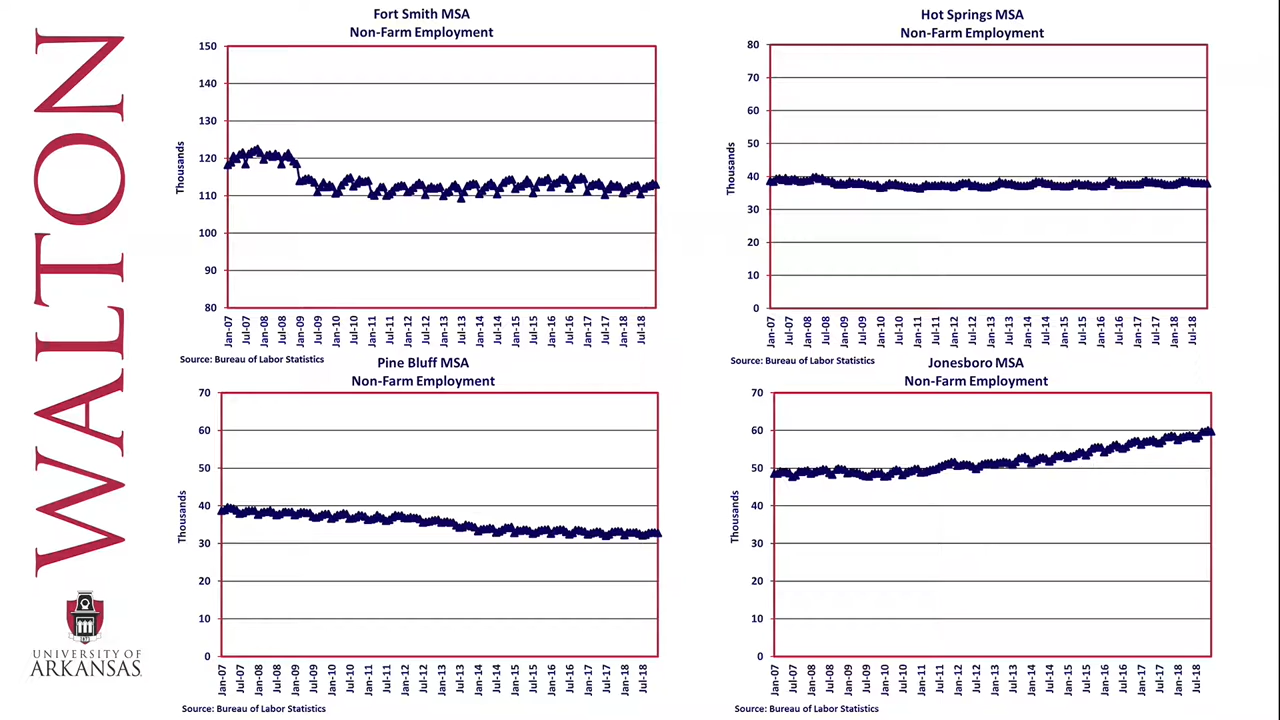 WALTON
UNIVERSITY OF
ARKANSAS
Fort Smith MSA
Non-Farm Employment
150
140
130
120
110
100
90
80
Thousands
Jan-07
Jul-07
Jan-08
Jul-08
Jan-09
Jul-09
Jan-10
Jul-10
Jan-11
Jul-11
Jan-12
Jul-12
Jan-13
Jul-13
Jan-14
Jul-14
Jan-15
Jul-15
Jan-16
Jul-16
Jan-17
Jul-17
Jan-18
Jul-18
Source: Bureau of Labor Statistics
Hot Springs MSA
Non-Farm Employment
80
70
60
50
40
30
20
10
0
Thousands
Jan-07
Jul-07
Jan-08
Jul-08
Jan-09
Jul-09
Jan-10
Jul-10
Jan-11
Jul-11
Jan-12
Jul-12
Jan-13
Jul-13
Jan-14
Jul-14
Jan-15
Jul-15
Jan-16
Jul-16
Jan-17
Jul-17
Jan-18
Jul-18
Source: Bureau of Labor Statistics
Pine Bluff MSA
Non-Farm Employment
70
60
50
40
30
20
10
0
Thousands
Jan-07
Jul-07
Jan-08
Jul-08
Jan-09
Jul-09
Jan-10
Jul-10
Jan-11
Jul-11
Jan-12
Jul-12
Jan-13
Jul-13
Jan-14
Jul-14
Jan-15
Jul-15
Jan-16
Jul-16
Jan-17
Jul-17
Jan-18
Jul-18
Source: Bureau of Labor Statistics
Jonesboro MSA
Non-Farm Employment
70
60
50
40
30
20
10
0
Thousands
Jan-07
Jul-07
Jan-08
Jul-08
Jan-09
Jul-09
Jan-10
Jul-10
Jan-11
Jul-11
Jan-12
Jul-12
Jan-13
Jul-13
Jan-14
Jul-14
Jan-15
Jul-15
Jan-16
Jul-16
Jan-17
Jul-17
Jan-18
Jul-18
Source: Bureau of Labor Statistics